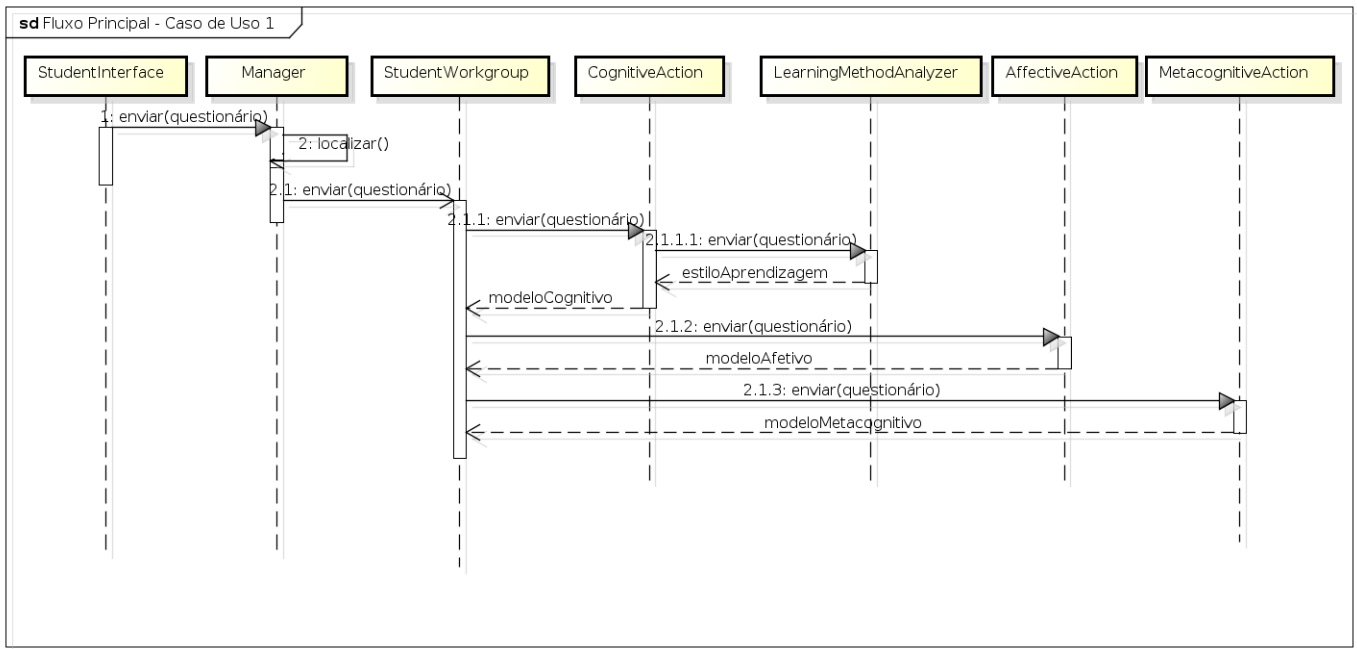 sd Fluxo Principal - Caso de Uso 1
StudentInterface
Manager
StudentWorkgroup
CognitiveAction
LearningMethodAnalyzer
AffectiveAction
MetacognitiveAction
1: enviar(questionário)
2: localizar()
2.1: enviar(questionário)
2.1.1: enviar(questionário)
2.1.1.1: enviar(questionário)
estiloAprendizagem
modeloCognitivo
2.1.2: enviar(questionário)
modeloAfetivo
2.1.3: enviar(questionário)
modeloMetacognitivo